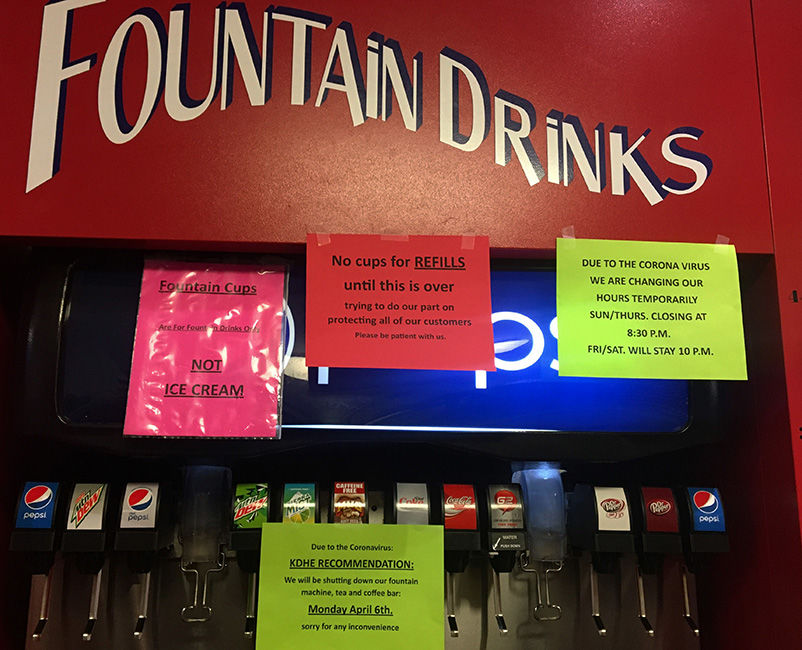 FOUNTAIN DRINKS
Fountain Cups
Are For Fountain Drinks Only
NOT
ICE CREAM
No cups for REFILLS
until this is over
trying to do our part on
protecting all of our customers
Please be patient with us.
DUE TO THE CORONA VIRUS
WE ARE CHANGING OUR
HOURS TEMPORARILY
SUN/THURS. CLOSING AT
8:30 P.M.
FRI/SAT. WILL STAY 10 P.M.
pepsi
pepsi
CAFFEINE
FREE
Coca-Cola
WATER
PUSH DOWN
Dr Pepper
Dr Pepper
pepsi
Due to the Coronavirus:
KDHE RECOMMENDATION:
We will be shutting down our fountain
machine, tea and coffee bar:
Monday April 6th.
sorry for any inconvenience